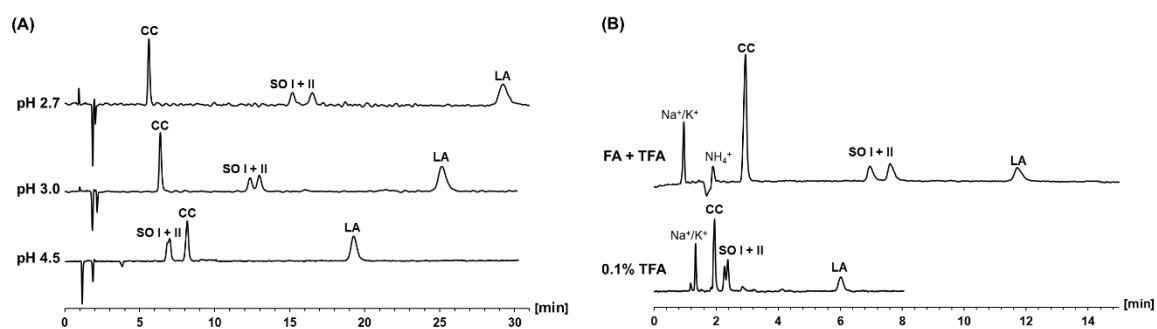 (A)
CC
SO I + II
LA
pH 2.7
CC
SO I + II
LA
pH 3.0
CC
SO I + II
LA
pH 4.5
[min]
0 5 10 15 20 25 30
(B)
CC
Na⁺/K⁺
NH₄⁺
SO I + II
LA
FA + TFA
CC
Na⁺/K⁺
SO I + II
LA
0.1% TFA
[min]
0 2 4 6 8 10 12 14